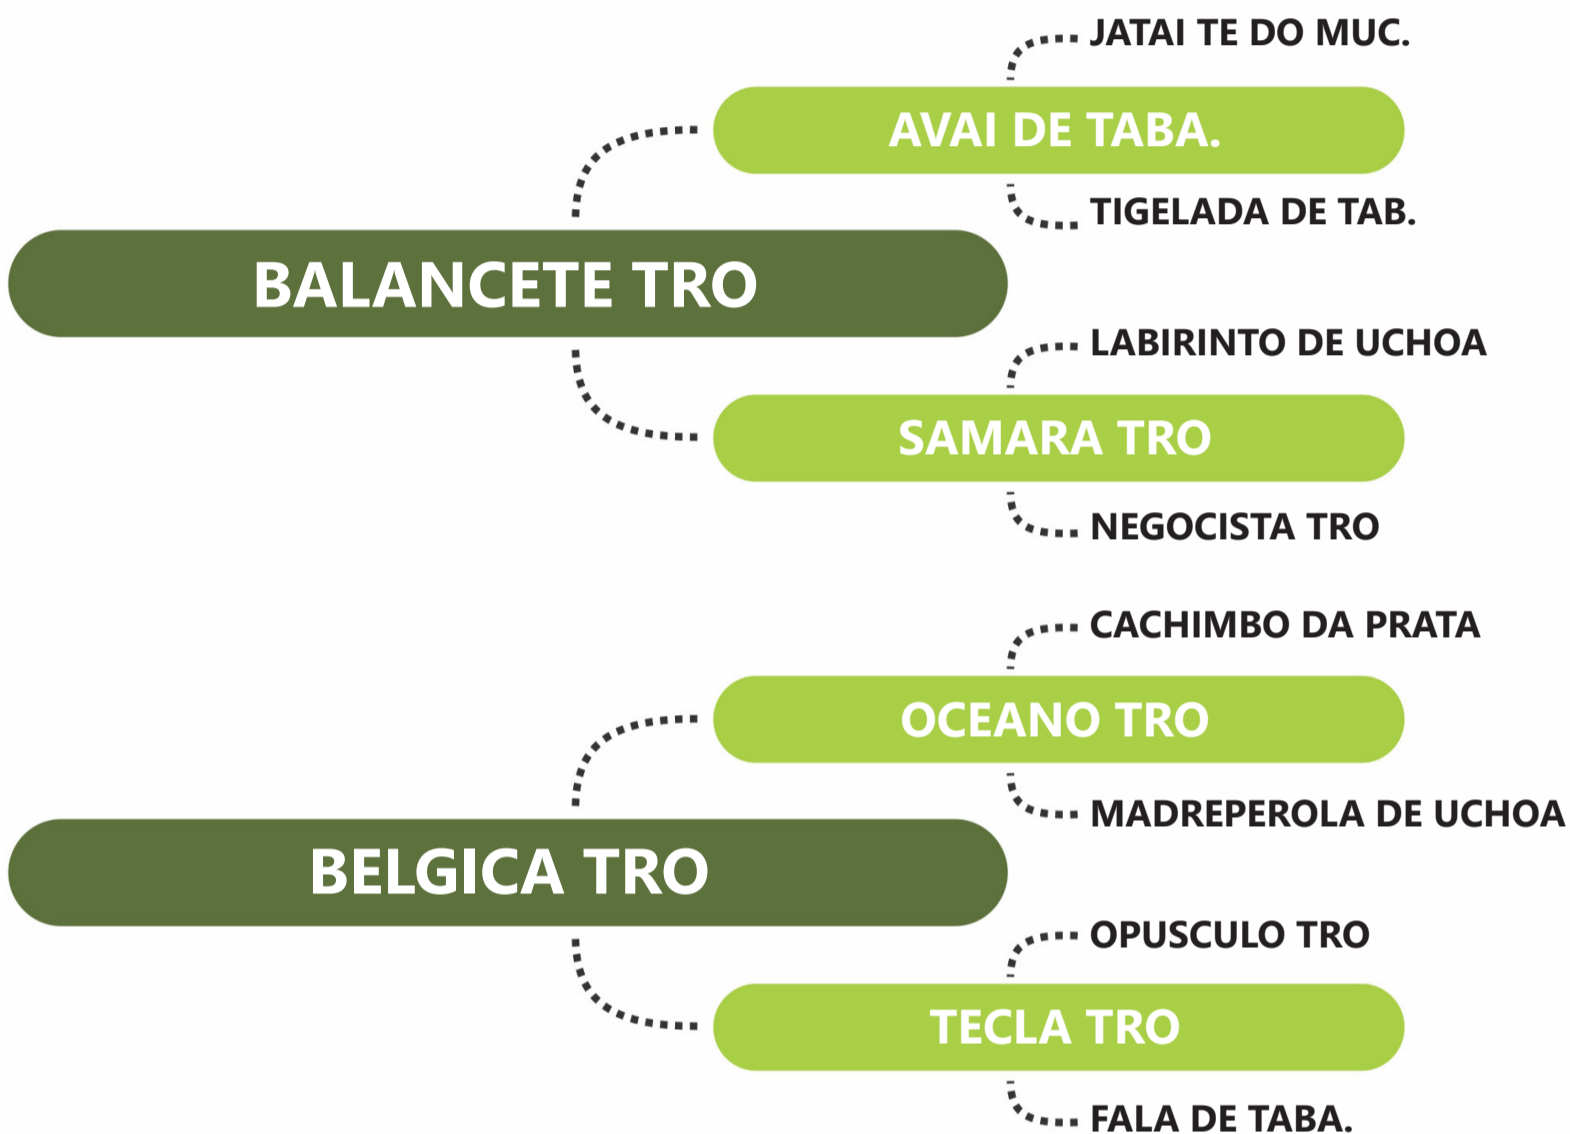 JATAI TE DO MUC.
AVAI DE TABA.
TIGELADA DE TAB.
BALANCETE TRO
LABIRINTO DE UCHOA
SAMARA TRO
NEGOCISTA TRO
CACHIMBO DA PRATA
OCEANO TRO
MADREPEROLA DE UCHOA
BELGICA TRO
OPUSCULO TRO
TECLA TRO
FALA DE TABA.